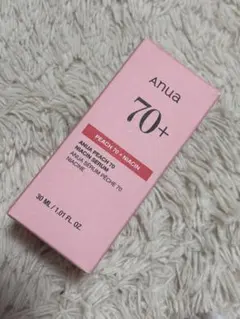 Anua
70+
PEACH 70 + NIACIN
ANUA PEACH 70
NIACIN SERUM
ANUA SÉRUM PÊCHE 70
NIACINE
30 ML / 1.01 FL. OZ.